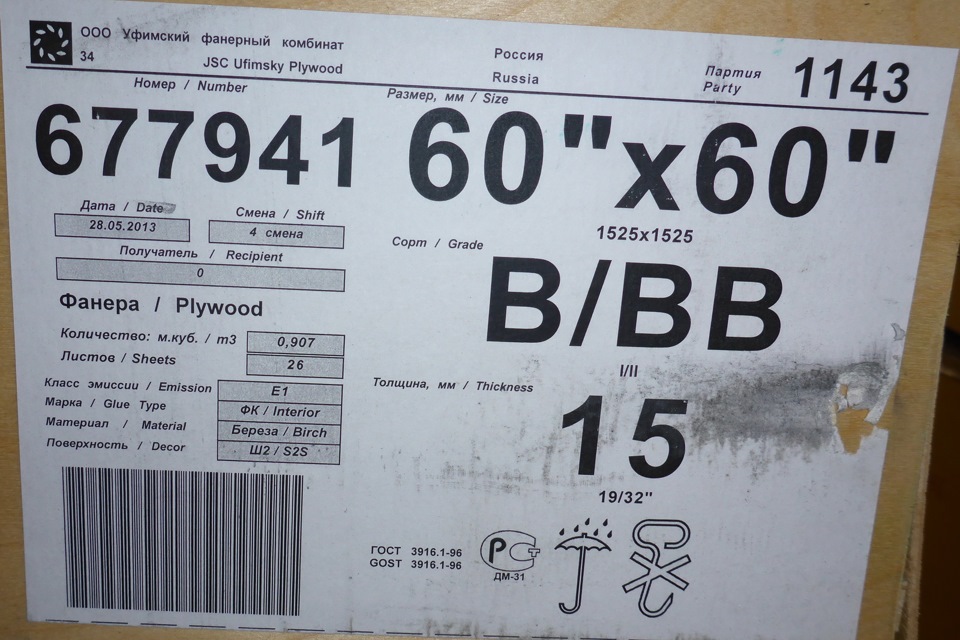 ООО Уфимский фанерный комбинат
34
JSC Ufimsky Plywood
Россия
Russia
Партия
Party
1143
Номер / Number
677941
Размер, мм / Size
60"x60"
1525x1525
Дата / Date
28.05.2013
Смена / Shift
4 смена
Получатель / Recipient
0
Фанера / Plywood
Количество: м.куб. / m3 0,907
Листов / Sheets 26
Класс эмиссии / Emission E1
Марка / Glue Type ФК / Interior
Материал / Material Береза / Birch
Поверхность / Decor Ш2 / S2S
Сорт / Grade
B/BB
I/II
Толщина, мм / Thickness
15
19/32"
ГОСТ 3916.1-96
GOST 3916.1-96
РСТ
ДМ-31